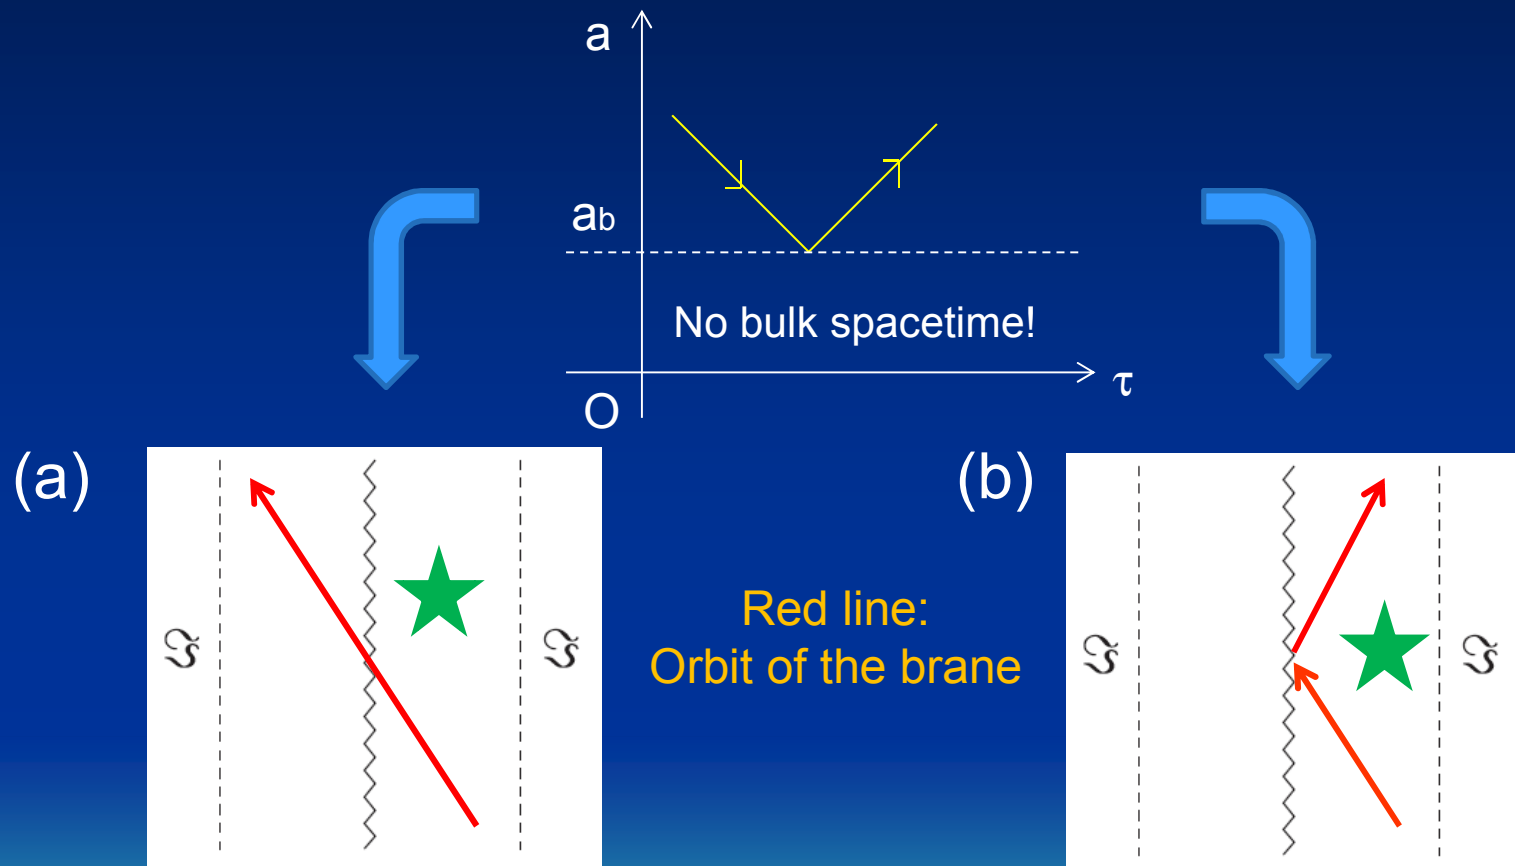 a
ab
No bulk spacetime!
τ
O
(a)
(b)
Red line:
Orbit of the brane
ℑ
ℑ
ℑ
ℑ